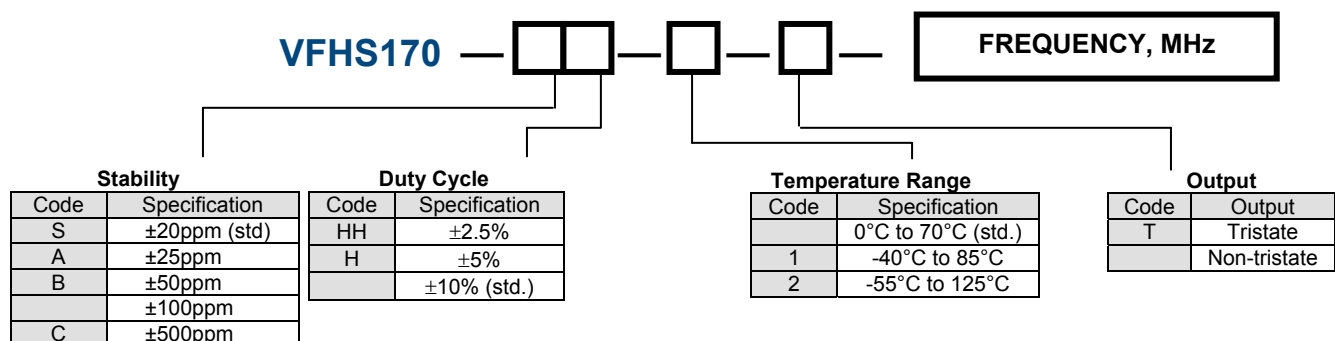 VFHS170 — — — — FREQUENCY, MHz
Stability
Code Specification
S ±20ppm (std)
A ±25ppm
B ±50ppm
±100ppm
C ±500ppm
Duty Cycle
Code Specification
HH ±2.5%
H ±5%
±10% (std.)
Temperature Range
Code Specification
0°C to 70°C (std.)
1 -40°C to 85°C
2 -55°C to 125°C
Output
Code Output
T Tristate
Non-tristate